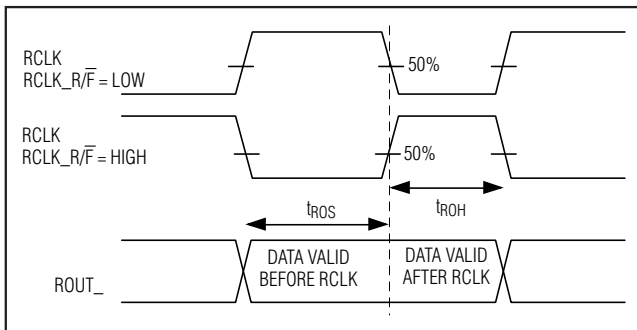 RCLK
RCLK_R/F̅ = LOW
50%
RCLK
RCLK_R/F̅ = HIGH
50%
tROS
tROH
ROUT_
DATA VALID
BEFORE RCLK
DATA VALID
AFTER RCLK